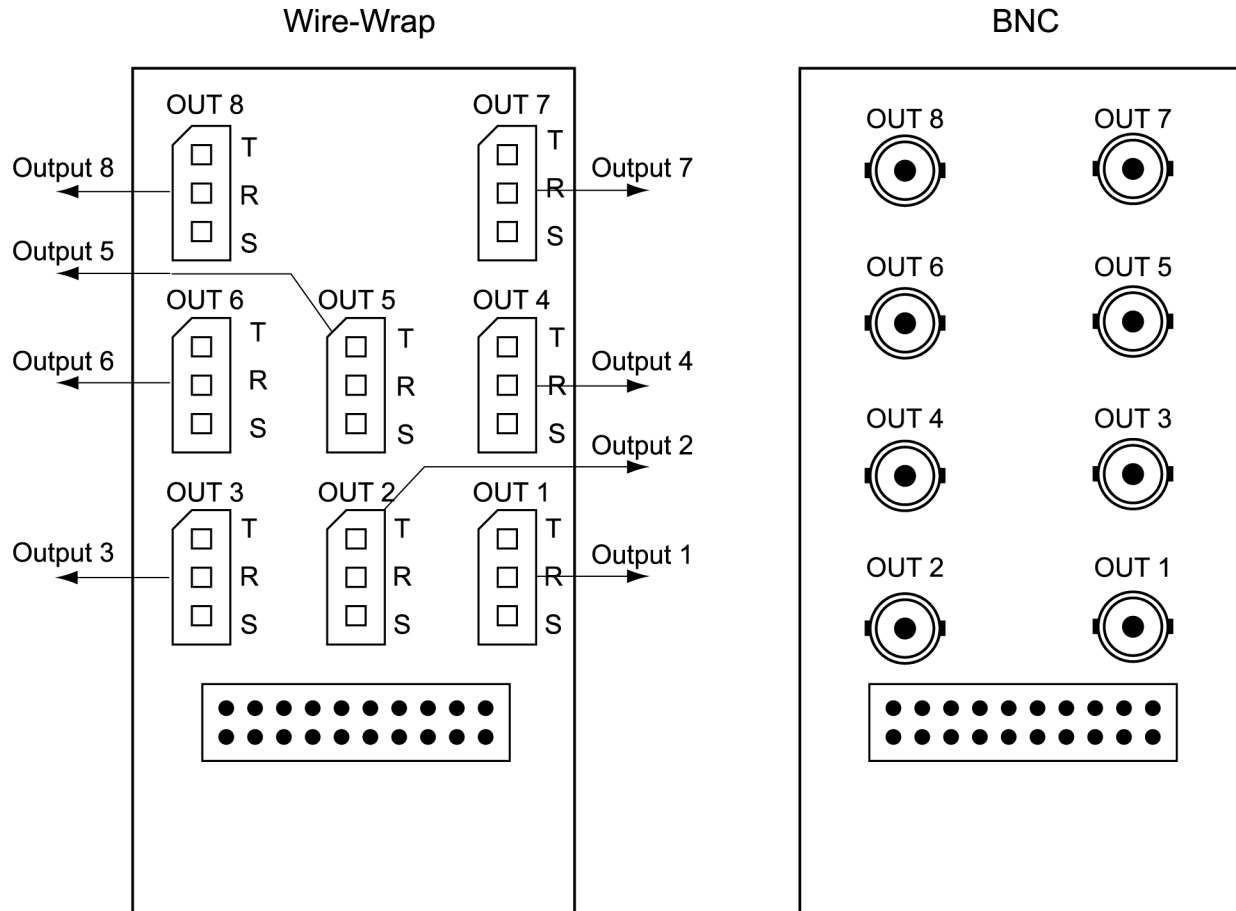 Wire-Wrap
BNC
OUT 8
OUT 7
T
R
S
T
R
S
Output 8
Output 7
Output 5
OUT 6
OUT 5
OUT 4
T
R
S
T
R
S
T
R
S
Output 6
Output 4
Output 2
OUT 3
OUT 2
OUT 1
T
R
S
T
R
S
T
R
S
Output 3
Output 1
OUT 8
OUT 7
OUT 6
OUT 5
OUT 4
OUT 3
OUT 2
OUT 1